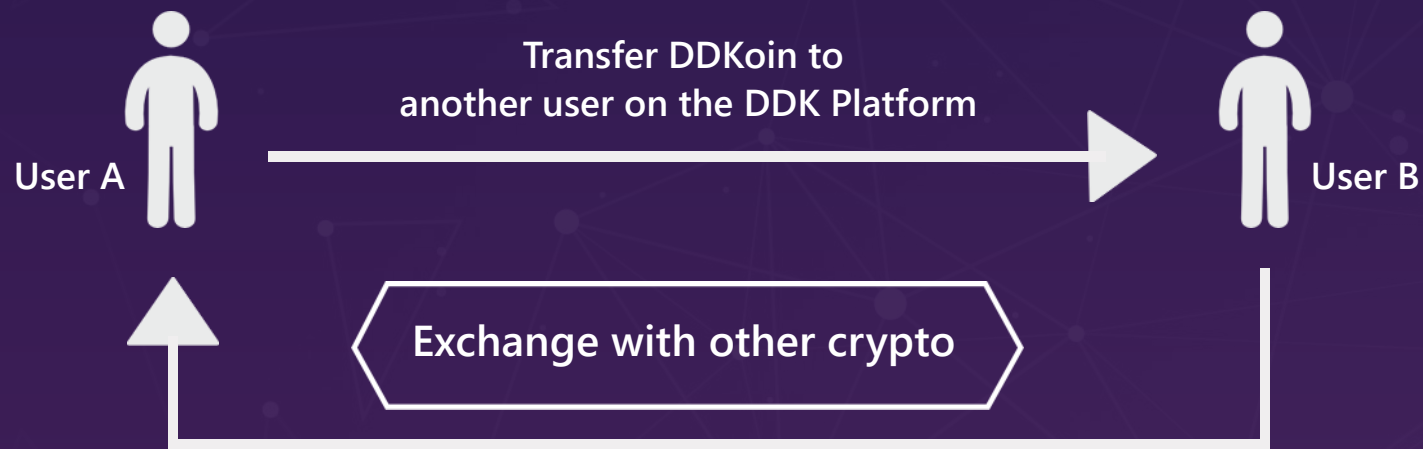 Transfer DDKoin to
another user on the DDK Platform
User A
User B
Exchange with other crypto